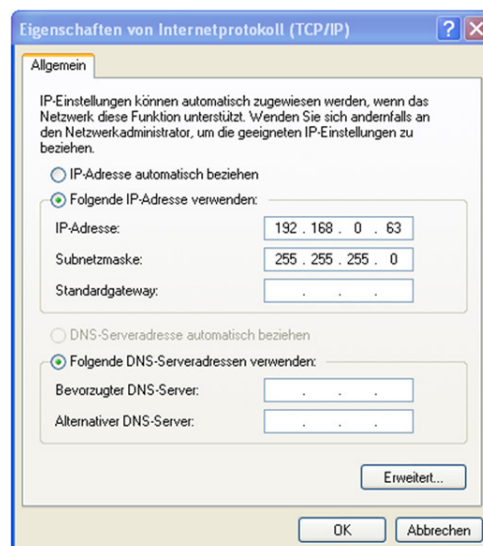 Eigenschaften von Internetprotokoll (TCP/IP)
Allgemein
IP-Einstellungen können automatisch zugewiesen werden, wenn das
Netzwerk diese Funktion unterstützt. Wenden Sie sich andernfalls an
den Netzwerkadministrator, um die geeigneten IP-Einstellungen zu
beziehen.
IP-Adresse automatisch beziehen
Folgende IP-Adresse verwenden:
IP-Adresse: 192 . 168 . 0 . 63
Subnetzmaske: 255 . 255 . 255 . 0
Standardgateway: . . .
DNS-Serveradresse automatisch beziehen
Folgende DNS-Serveradressen verwenden:
Bevorzugter DNS-Server: . . .
Alternativer DNS-Server: . . .
Erweitert...
OK Abbrechen